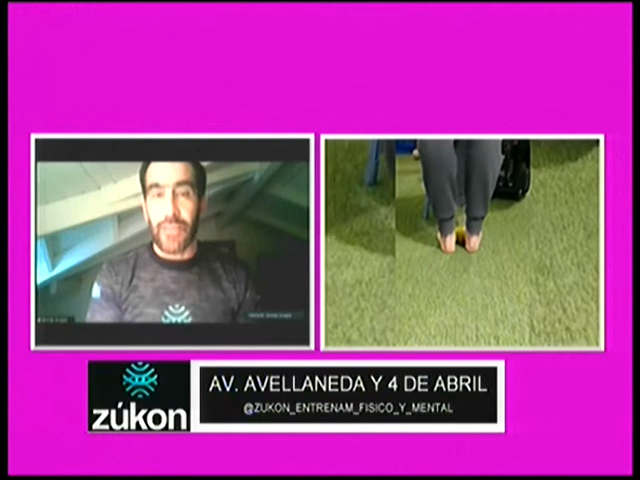 zúkon
AV. AVELLANEDA Y 4 DE ABRIL
@ZUKON_ENTRENAM_FISICO_Y_MENTAL